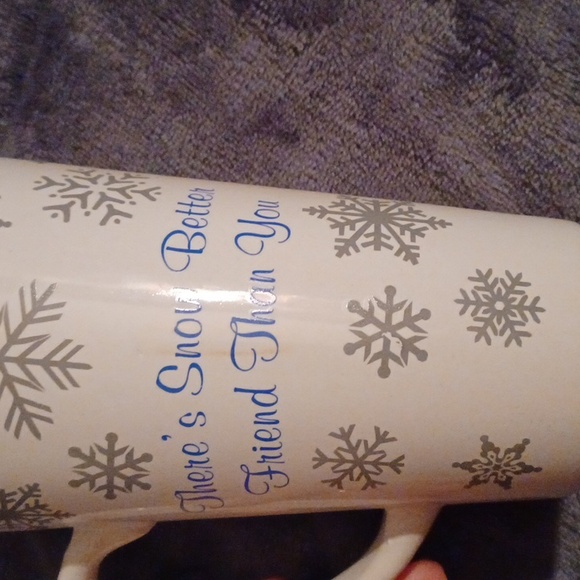 There's Snow Better
Friend Than You